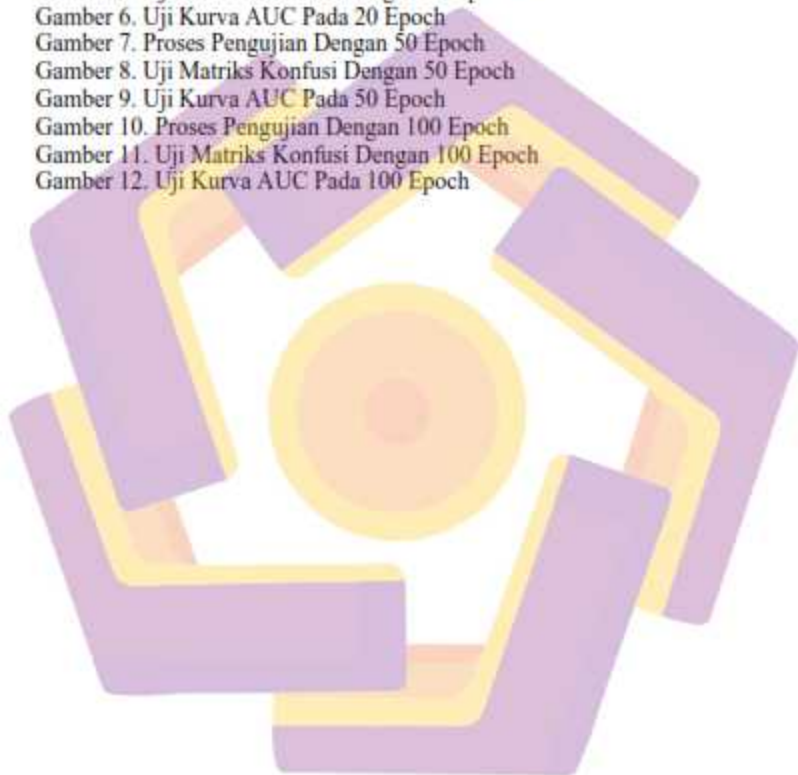 Gambar 6. Uji Kurva AUC Pada 20 Epoch
Gambar 7. Proses Pengujian Dengan 50 Epoch
Gambar 8. Uji Matriks Konfusi Dengan 50 Epoch
Gambar 9. Uji Kurva AUC Pada 50 Epoch
Gambar 10. Proses Pengujian Dengan 100 Epoch
Gambar 11. Uji Matriks Konfusi Dengan 100 Epoch
Gambar 12. Uji Kurva AUC Pada 100 Epoch